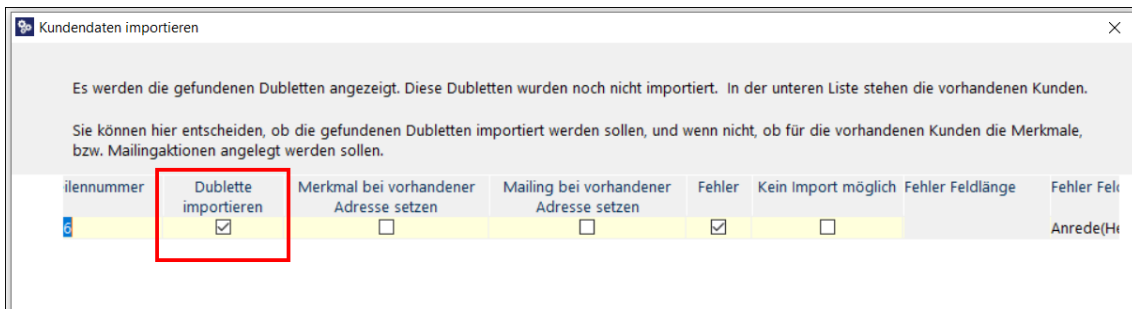 Kundendaten importieren
Es werden die gefundenen Dubletten angezeigt. Diese Dubletten wurden noch nicht importiert. In der unteren Liste stehen die vorhandenen Kunden.
Sie können hier entscheiden, ob die gefundenen Dubletten importiert werden sollen, und wenn nicht, ob für die vorhandenen Kunden die Merkmale,
bzw. Mailingaktionen angelegt werden sollen.
ilennummer Dublette Merkmal bei vorhandener Mailing bei vorhandener Fehler Kein Import möglich Fehler Feldlänge Fehler Feld
importieren Adresse setzen Adresse setzen
6 Anrede(He